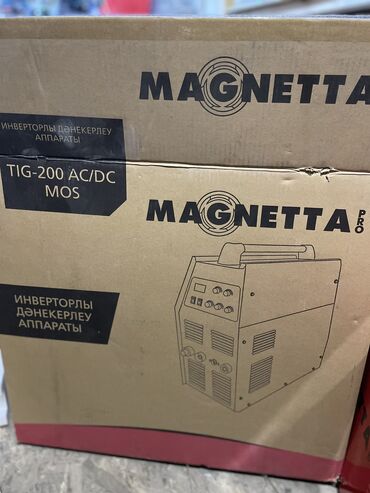 MAGNETTA
ИНВЕРТОРЛЫ ДӘНЕКЕРЛЕУ
АППАРАТЫ
TIG-200 AC/DC
MOS
MAGNETTA PRO
ИНВЕРТОРЛЫ
ДӘНЕКЕРЛЕУ
АППАРАТЫ